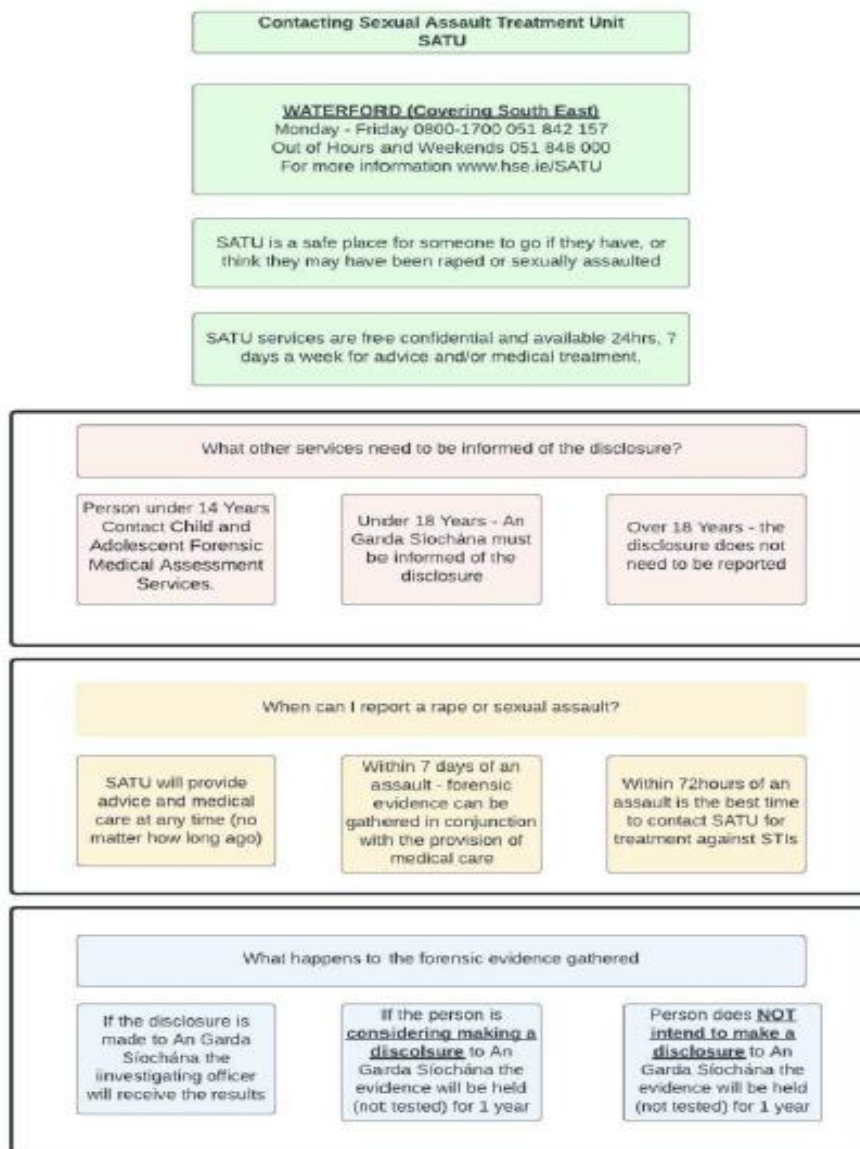 Contacting Sexual Assault Treatment Unit
SATU
WATERFORD (Covering South East)
Monday - Friday 0800-1700 051 842 157
Out of Hours and Weekends 051 848 000
For more information www.hse.ie/SATU
SATU is a safe place for someone to go if they have, or
think they may have been raped or sexually assaulted
SATU services are free confidential and available 24hrs, 7
days a week for advice and/or medical treatment.
What other services need to be informed of the disclosure?
Person under 14 Years
Contact Child and
Adolescent Forensic
Medical Assessment
Services.
Under 18 Years - An
Garda Síochána must
be informed of the
disclosure
Over 18 Years - the
disclosure does not
need to be reported
When can I report a rape or sexual assault?
SATU will provide
advice and medical
care at any time (no
matter how long ago)
Within 7 days of an
assault - forensic
evidence can be
gathered in conjunction
with the provision of
medical care
Within 72hours of an
assault is the best time
to contact SATU for
treatment against STIs
What happens to the forensic evidence gathered
If the disclosure is
made to An Garda
Síochána the
iinvestigating officer
will receive the results
If the person is
considering making a
discolsure to An
Garda Síochána the
evidence will be held
(not tested) for 1 year
Person does NOT
intend to make a
disclosure to An
Garda Síochána the
evidence will be held
(not tested) for 1 year